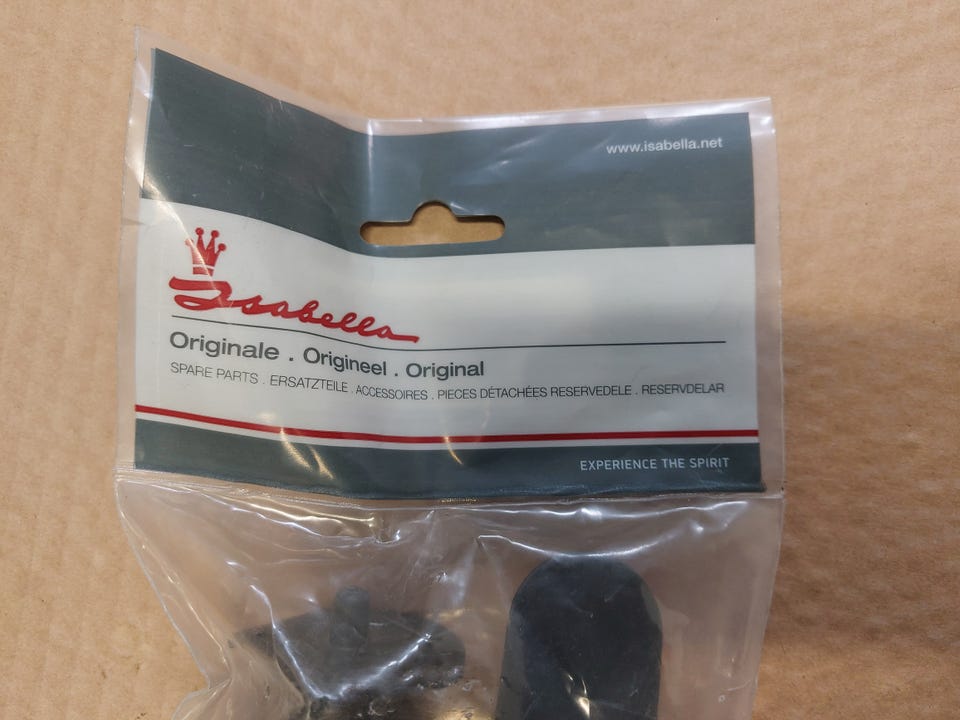 www.isabella.net
Isabella
Originale . Origineel . Original
SPARE PARTS . ERSATZTEILE . ACCESSOIRES . PIECES DÉTACHÉES RESERVEDELE . RESERVDELAR
EXPERIENCE THE SPIRIT